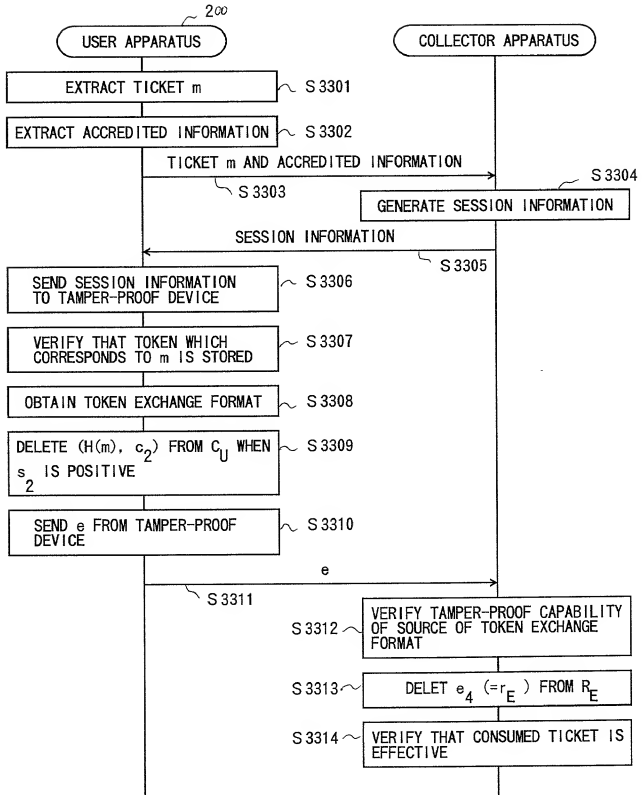 200
USER APPARATUS
COLLECTOR APPARATUS
EXTRACT TICKET m
S3301
EXTRACT ACCREDITED INFORMATION
S3302
TICKET m AND ACCREDITED INFORMATION
S3303
S3304
GENERATE SESSION INFORMATION
SESSION INFORMATION
S3305
SEND SESSION INFORMATION
TO TAMPER-PROOF DEVICE
S3306
VERIFY THAT TOKEN WHICH
CORRESPONDS TO m IS STORED
S3307
OBTAIN TOKEN EXCHANGE FORMAT
S3308
DELETE (H(m), c2) FROM CU WHEN
s2 IS POSITIVE
S3309
SEND e FROM TAMPER-PROOF
DEVICE
S3310
e
S3311
S3312
VERIFY TAMPER-PROOF CAPABILITY
OF SOURCE OF TOKEN EXCHANGE
FORMAT
S3313
DELET e4 (=rE) FROM RE
S3314
VERIFY THAT CONSUMED TICKET IS
EFFECTIVE